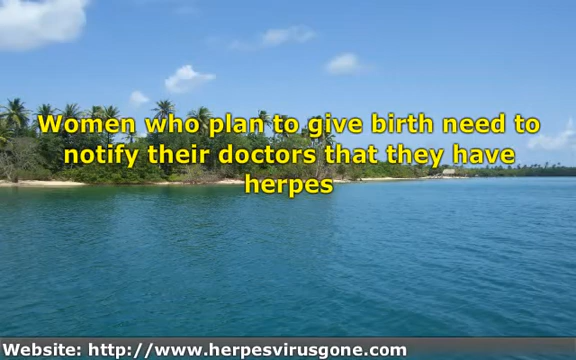 Women who plan to give birth need to
notify their doctors that they have
herpes
Website: http://www.herpesvirusgone.com